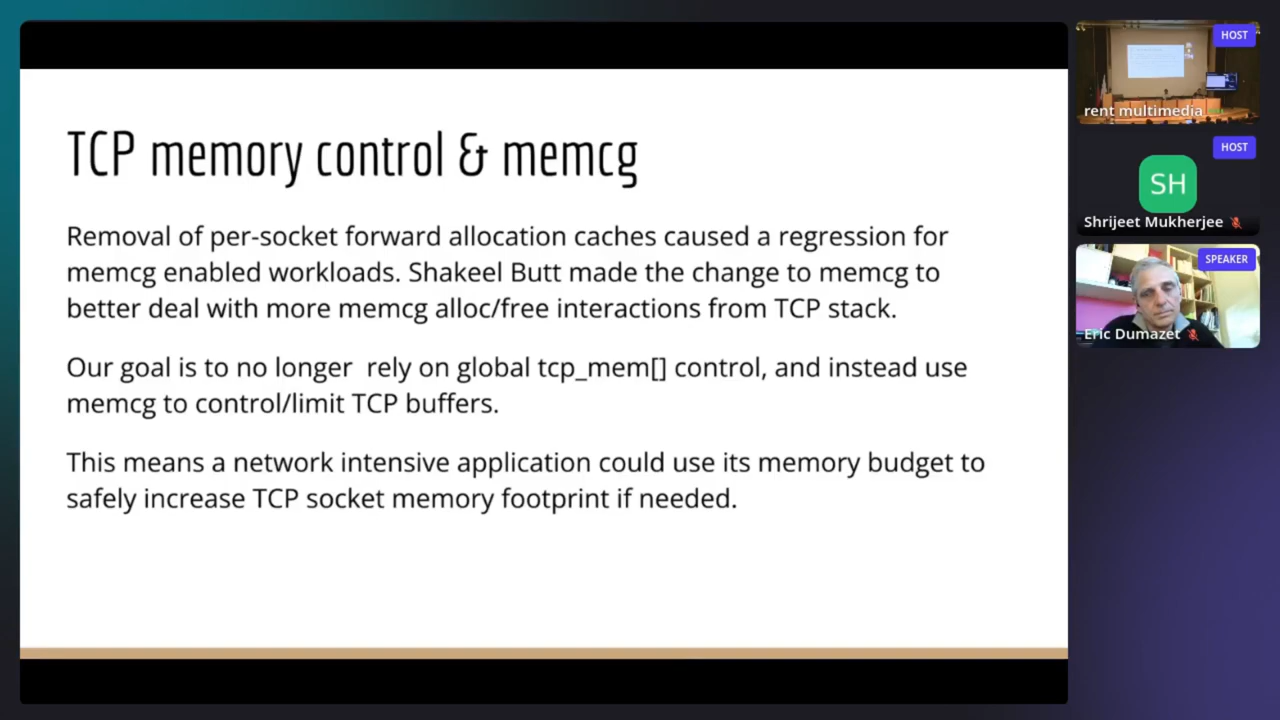 TCP memory control & memcg
Removal of per-socket forward allocation caches caused a regression for
memcg enabled workloads. Shakeel Butt made the change to memcg to
better deal with more memcg alloc/free interactions from TCP stack.
Our goal is to no longer  rely on global tcp_mem[] control, and instead use
memcg to control/limit TCP buffers.
This means a network intensive application could use its memory budget to
safely increase TCP socket memory footprint if needed.
HOST
rent multimedia
HOST
SH
Shrijeet Mukherjee
SPEAKER
Eric Dumazet